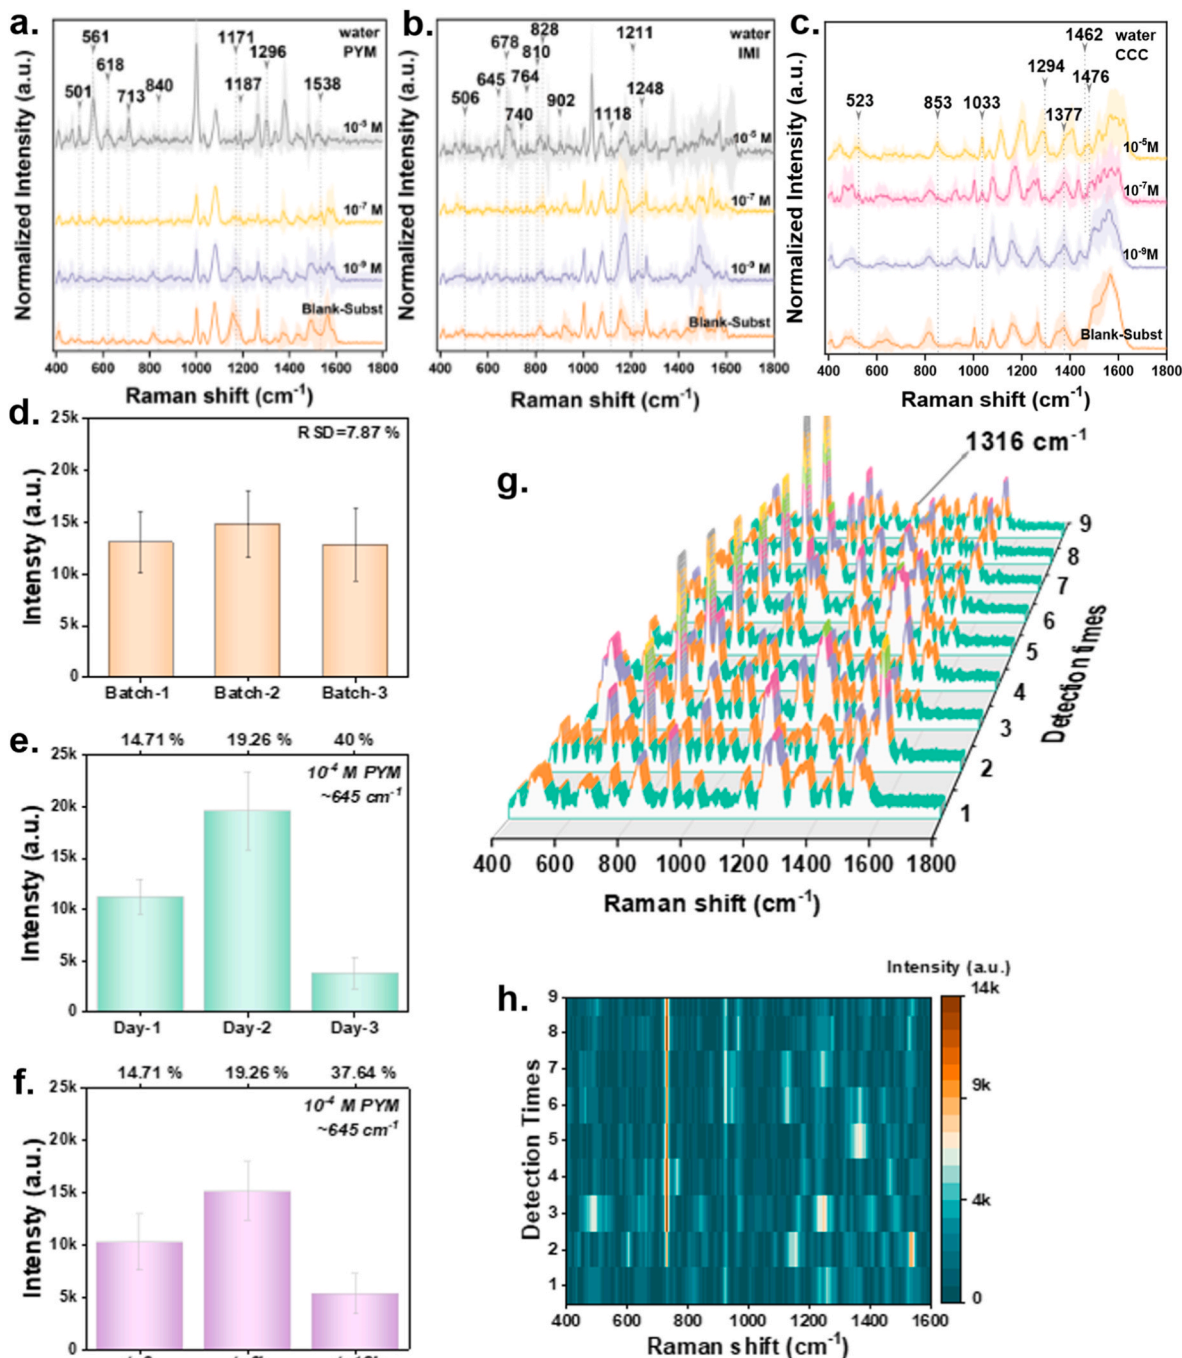 a.
water
PYM
561
618
501
713
840
1171
1296
1187
1538
10⁻⁷ M
10⁻⁹ M
Blank-Subst
Normalized Intensity (a.u.)
400 600 800 1000 1200 1400 1600 1800
Raman shift (cm⁻¹)
b.
water
IMI
828
678
810
645
764
506
740
902
1211
1248
1118
10⁻⁵ M
10⁻⁷ M
10⁻⁹ M
Blank-Subst
Normalized Intensity (a.u.)
400 600 800 1000 1200 1400 1600 1800
Raman shift (cm⁻¹)
c.
water
CCC
1462
1294
1476
523
853
1033
1377
10⁻⁵M
10⁻⁷M
10⁻⁹M
Blank-Subst
Normalized Intensity (a.u.)
400 600 800 1000 1200 1400 1600 1800
Raman shift (cm⁻¹)
d.
RSD=7.87 %
Intensty (a.u.)
25k
20k
15k
10k
5k
0
Batch-1 Batch-2 Batch-3
e.
14.71 % 19.26 % 40 %
10⁻⁴ M PYM
~645 cm⁻¹
Intensty (a.u.)
25k
20k
15k
10k
5k
0
Day-1 Day-2 Day-3
f.
14.71 % 19.26 % 37.64 %
10⁻⁴ M PYM
~645 cm⁻¹
Intensty (a.u.)
25k
20k
15k
10k
5k
0
g.
1316 cm⁻¹
9
8
7
6
5
4
3
2
1
Detection times
400 600 800 1000 1200 1400 1600 1800
Raman shift (cm⁻¹)
h.
Intensity (a.u.)
14k
9k
4k
0
Detection Times
9
8
7
6
5
4
3
2
1
400 600 800 1000 1200 1400 1600
Raman shift (cm⁻¹)